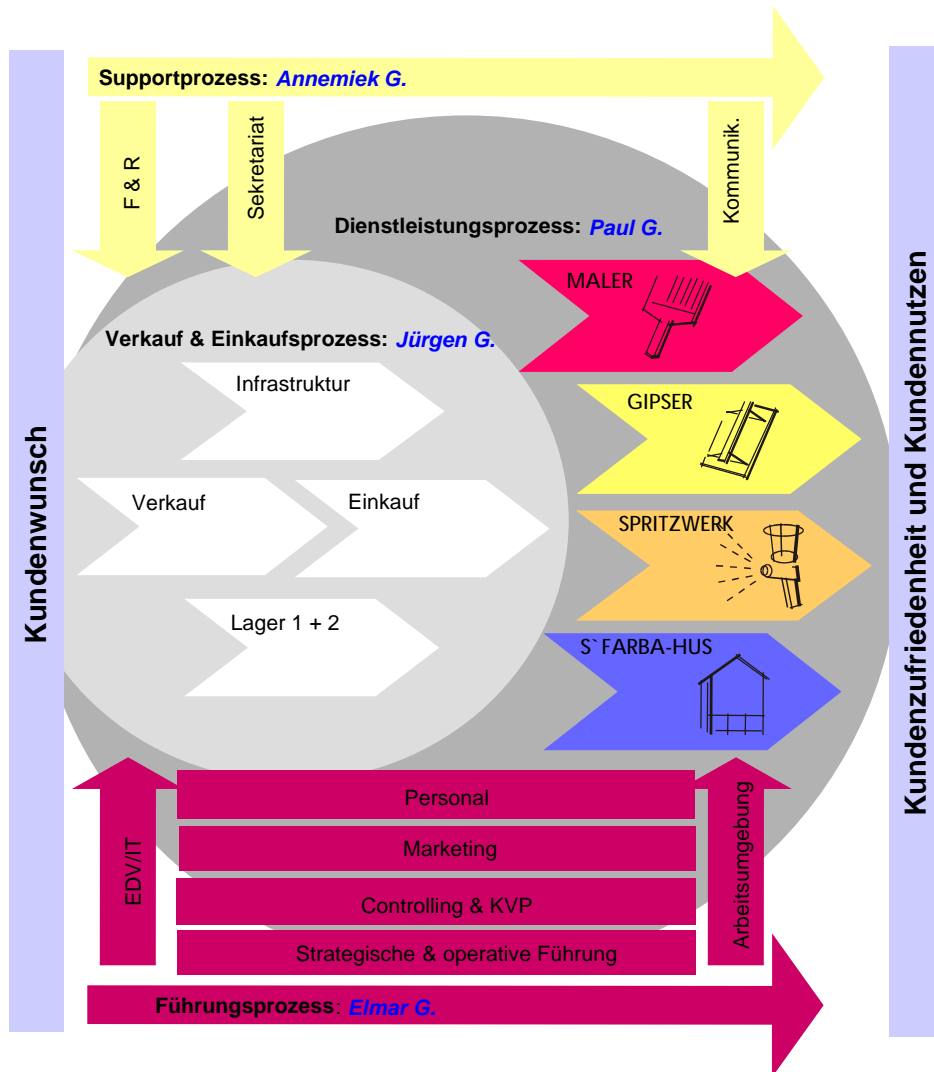 Supportprozess: Annemiek G.
F & R
Sekretariat
Kommunik.
Dienstleistungsprozess: Paul G.
MALER
Verkauf & Einkaufsprozess: Jürgen G.
Infrastruktur
GIPSER
Verkauf
Einkauf
SPRITZWERK
Lager 1 + 2
S`FARBA-HUS
Kundenwunsch
Kundenzufriedenheit und Kundennutzen
Personal
Marketing
Controlling & KVP
Strategische & operative Führung
EDV/IT
Arbeitsumgebung
Führungsprozess: Elmar G.